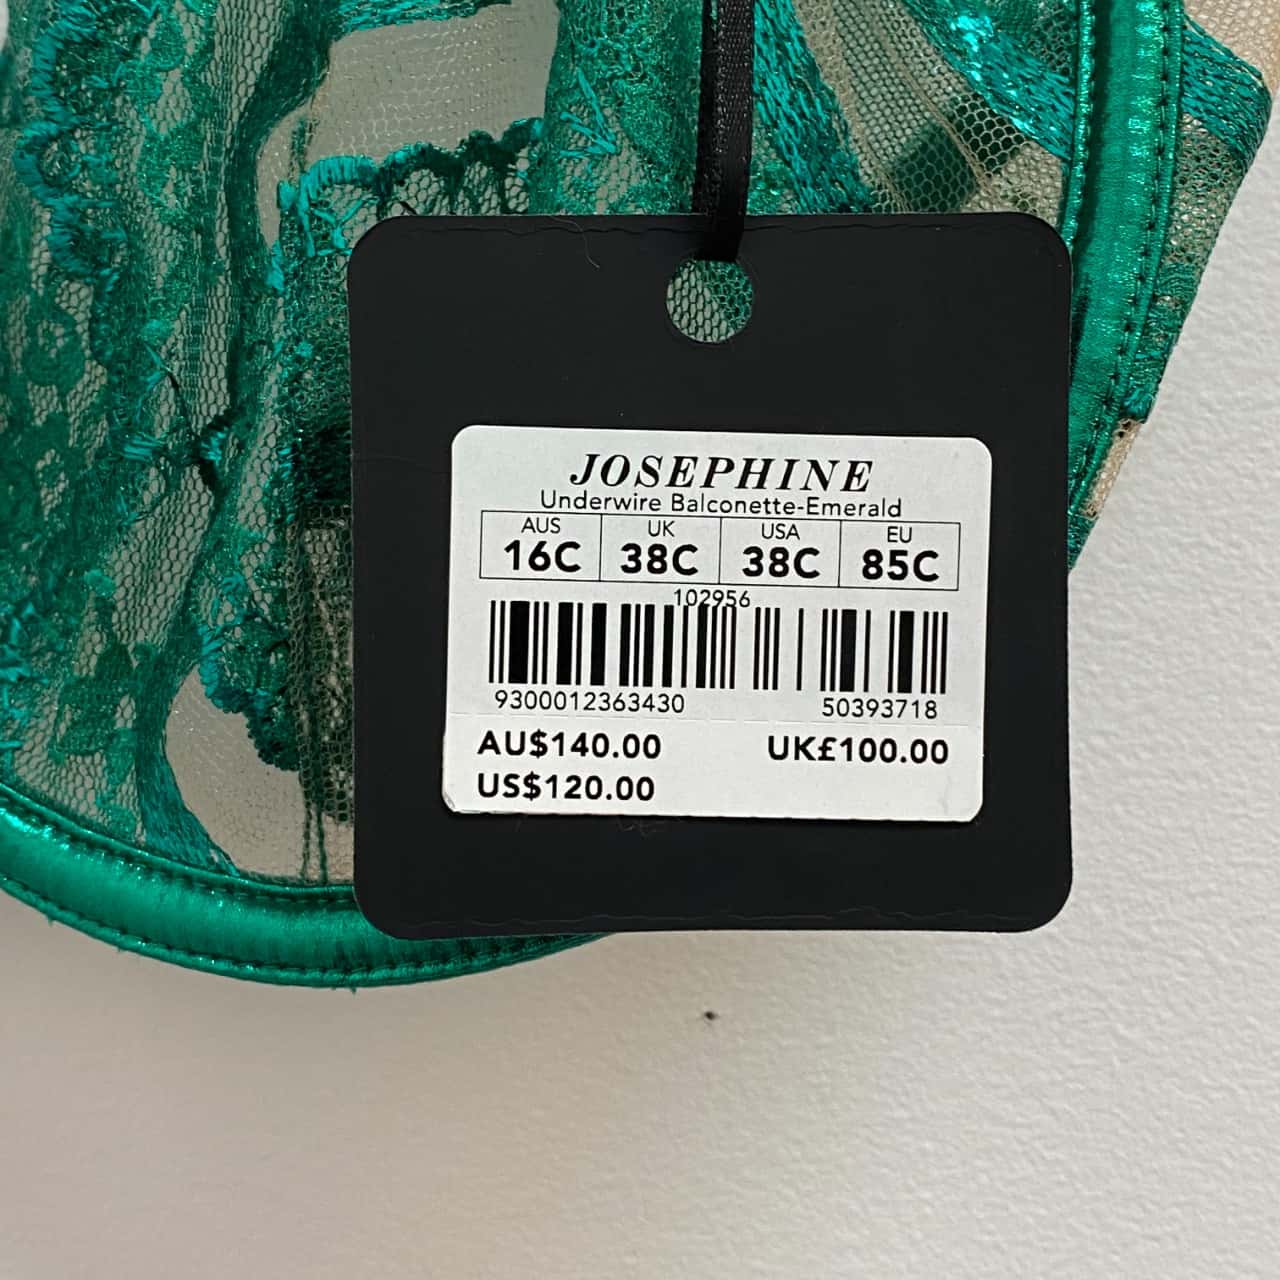 JOSEPHINE
Underwire Balconette-Emerald
AUS UK USA EU
16C 38C 38C 85C
102956
9300012363430 50393718
AU$140.00 UK£100.00
US$120.00